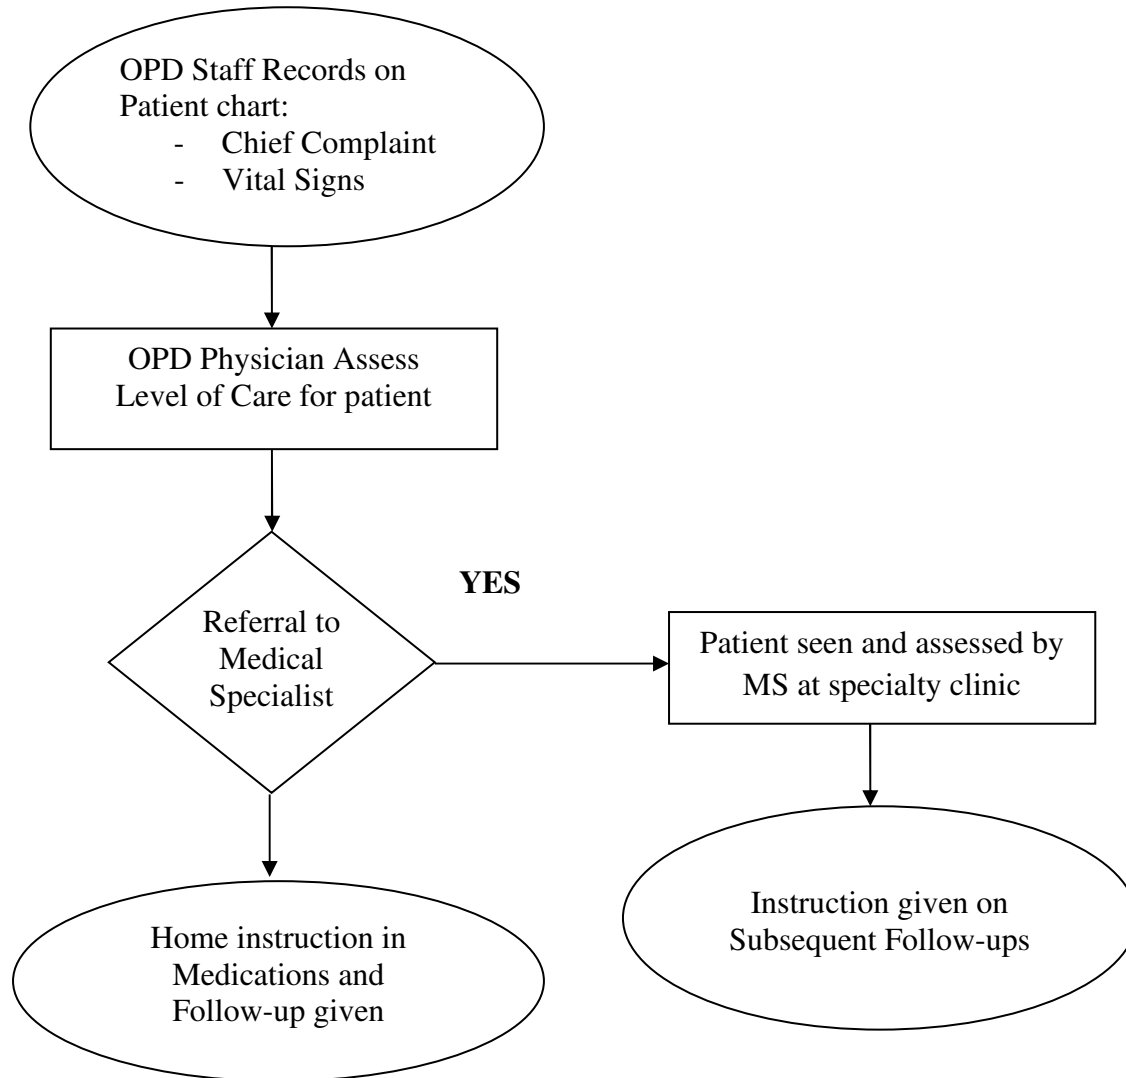 OPD Staff Records on
Patient chart:
- Chief Complaint
- Vital Signs
OPD Physician Assess
Level of Care for patient
YES
Referral to
Medical
Specialist
Patient seen and assessed by
MS at specialty clinic
Instruction given on
Subsequent Follow-ups
Home instruction in
Medications and
Follow-up given